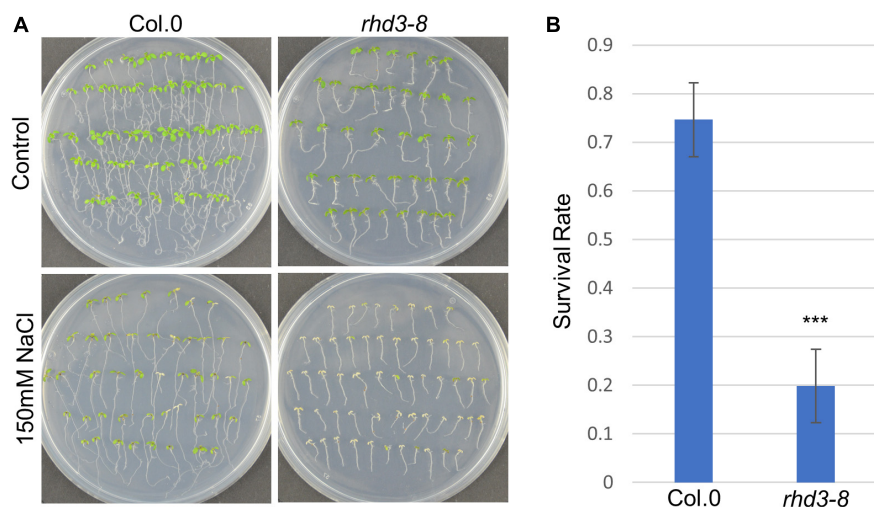 A
Col.0
rhd3-8
Control
150mM NaCl
B
0.9
0.8
0.7
0.6
0.5
0.4
0.3
0.2
0.1
0
Survival Rate
***
Col.0
rhd3-8